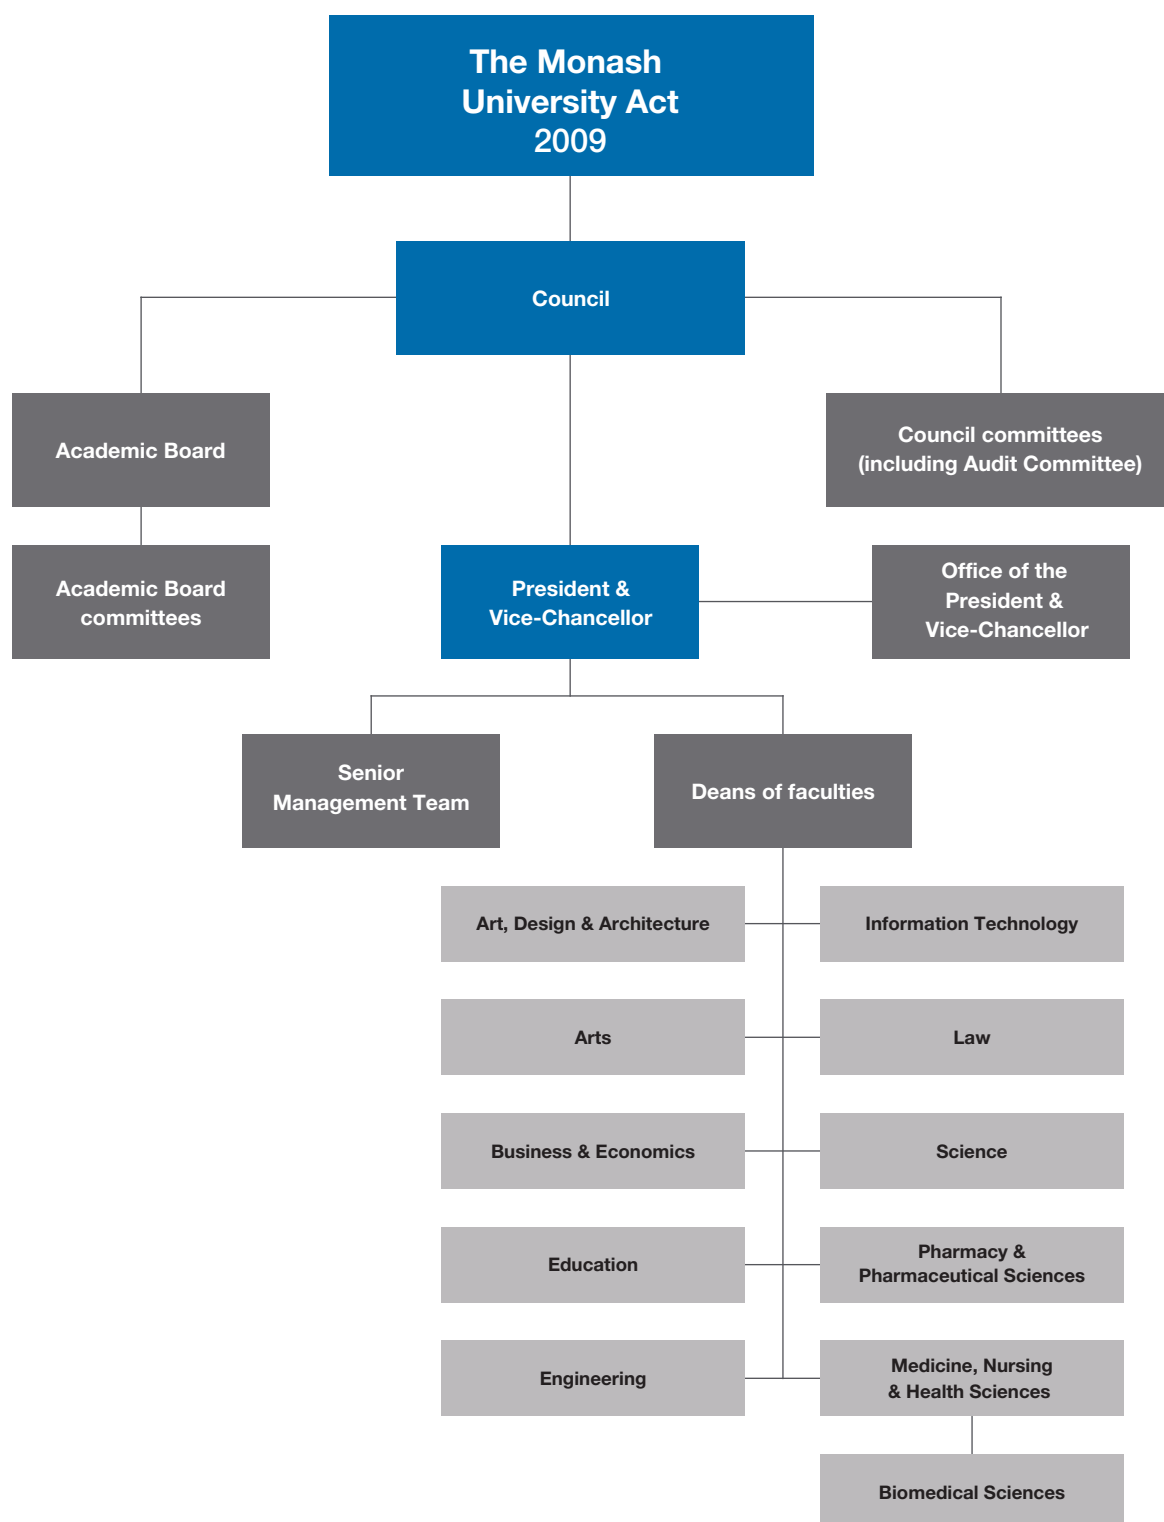 The Monash
University Act
2009
Council
Academic Board
Council committees
(including Audit Committee)
Academic Board
committees
President &
Vice-Chancellor
Office of the
President &
Vice-Chancellor
Senior
Management Team
Deans of faculties
Art, Design & Architecture
Information Technology
Arts
Law
Business & Economics
Science
Education
Pharmacy &
Pharmaceutical Sciences
Engineering
Medicine, Nursing
& Health Sciences
Biomedical Sciences